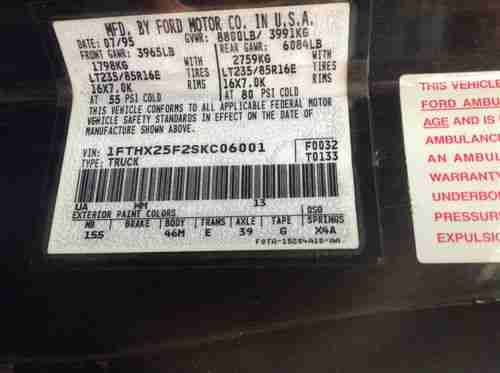 MFD. BY FORD MOTOR CO. IN U.S.A.
DATE: 07/95 GVWR: 8800LB/ 3991KG
FRONT GAWR: 3965LB REAR GAWR: 6084LB
1798KG WITH 2759KG WITH
LT235/85R16E TIRES LT235/85R16E TIRES
16X7.0K RIMS 16X7.0K RIMS
AT 55 PSI COLD AT 80 PSI COLD
THIS VEHICLE CONFORMS TO ALL APPLICABLE FEDERAL MOTOR
VEHICLE SAFETY STANDARDS IN EFFECT ON THE DATE OF
MANUFACTURE SHOWN ABOVE.
VIN: 1FTHX25F2SKC06001 F0032
TYPE: TRUCK T0133
UA WM 13
EXTERIOR PAINT COLORS DSO
WB BRAKE BODY TRANS AXLE TAPE SPRINGS
155 46M E 39 G X4A
THIS VEHICLE
FORD AMBU
AGE AND IS
AMBULANC
AN AMBUL
WARRANTY
UNDERBO
PRESSUR
EXPULSIO